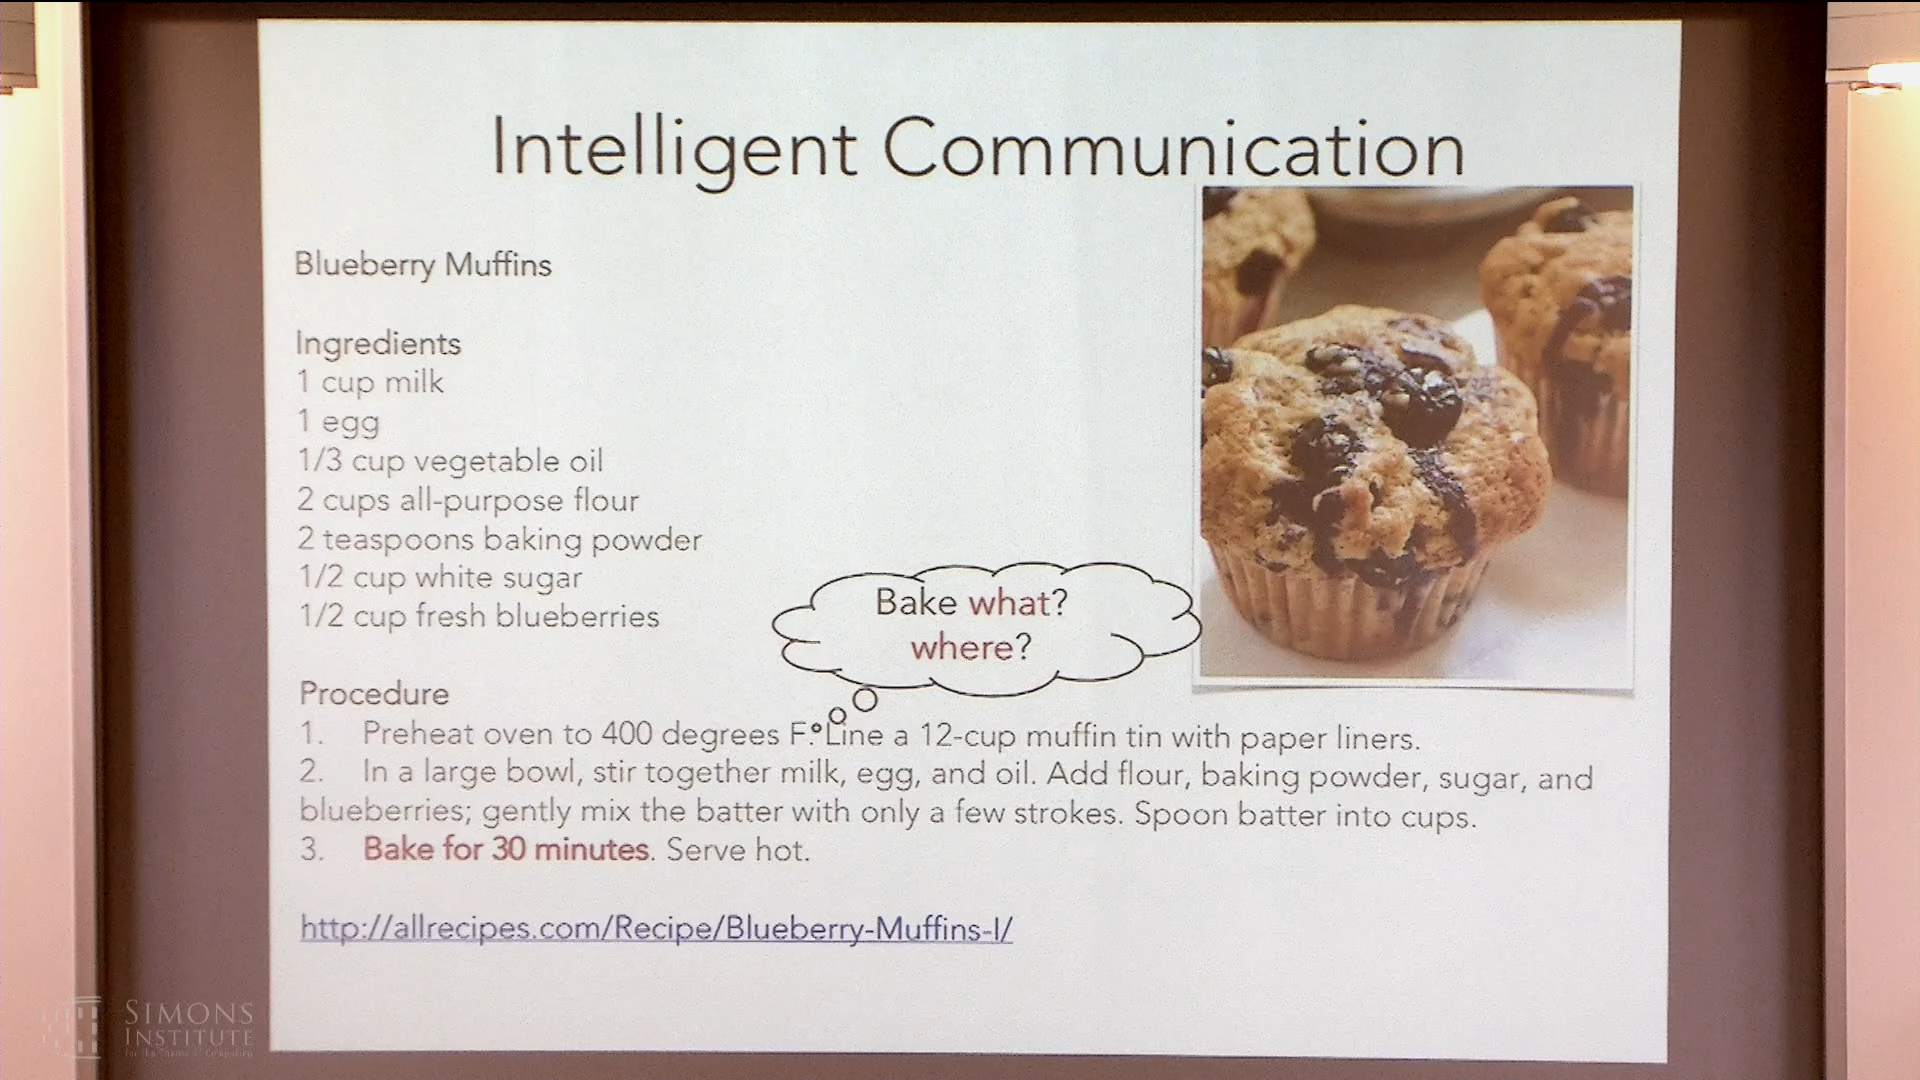 Intelligent Communication
Blueberry Muffins
Ingredients
1 cup milk
1 egg
1/3 cup vegetable oil
2 cups all-purpose flour
2 teaspoons baking powder
1/2 cup white sugar
1/2 cup fresh blueberries
Bake what?
where?
Procedure
1. Preheat oven to 400 degrees F. Line a 12-cup muffin tin with paper liners.
2. In a large bowl, stir together milk, egg, and oil. Add flour, baking powder, sugar, and
blueberries; gently mix the batter with only a few strokes. Spoon batter into cups.
3. Bake for 30 minutes. Serve hot.
http://allrecipes.com/Recipe/Blueberry-Muffins-I/
SIMONS
INSTITUTE
for the Theory of Computing